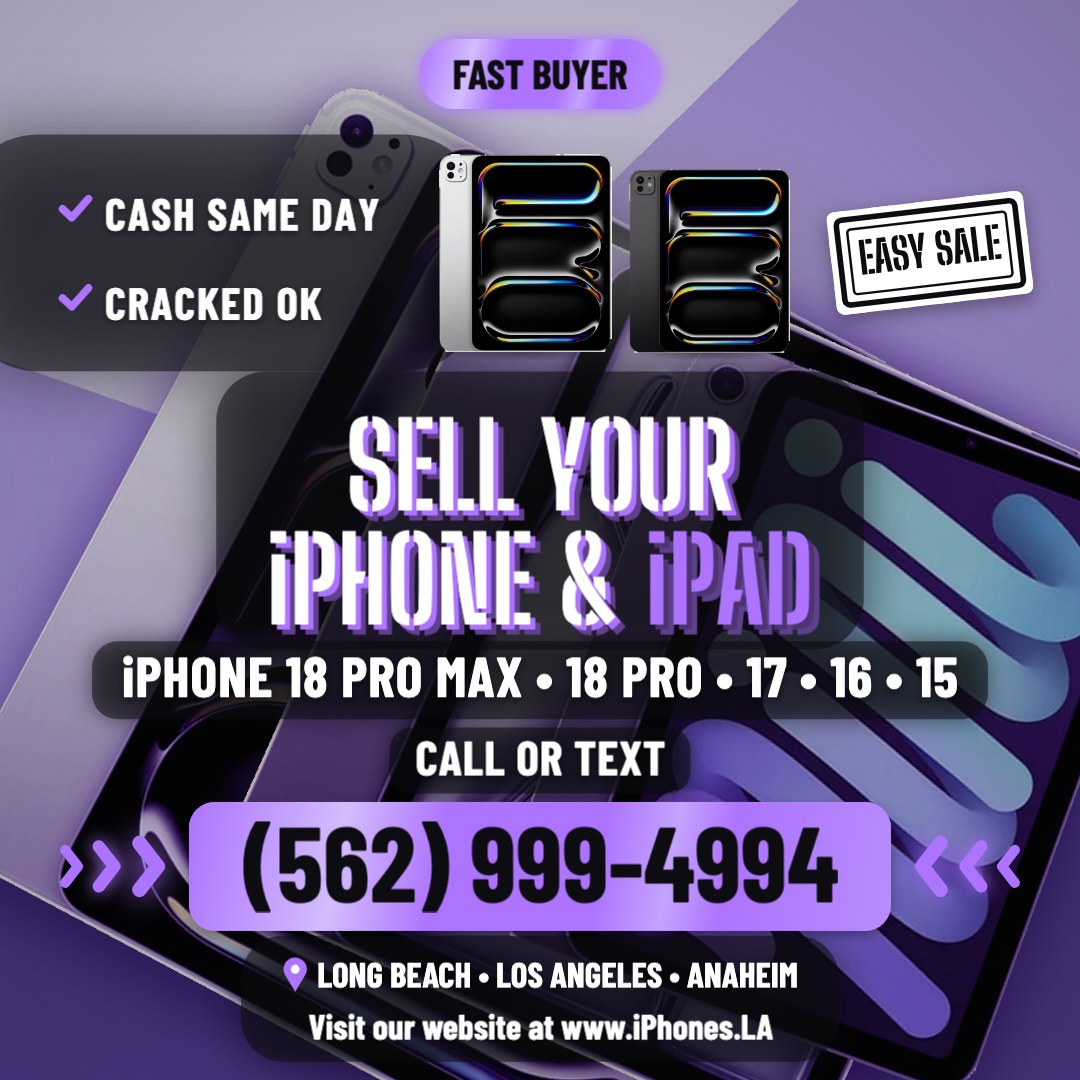 FAST BUYER
CASH SAME DAY
CRACKED OK
EASY SALE
SELL YOUR
iPHONE & iPAD
iPHONE 18 PRO MAX • 18 PRO • 17 • 16 • 15
CALL OR TEXT
(562) 999-4994
LONG BEACH • LOS ANGELES • ANAHEIM
Visit our website at www.iPhones.LA